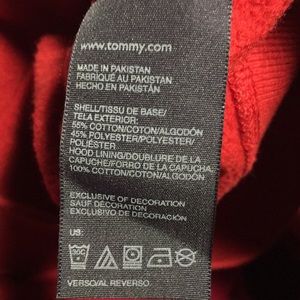 www.tommy.com
MADE IN PAKISTAN
FABRIQUÉ AU PAKISTAN
HECHO EN PAKISTÁN
SHELL/TISSU DE BASE/
TELA EXTERIOR:
55% COTTON/COTON/ALGODÓN
45% POLYESTER/POLYESTER/
POLIÉSTER
HOOD LINING/DOUBLURE DE LA
CAPUCHE/FORRO DE LA CAPUCHA:
100% COTTON/COTON/ALGODÓN
EXCLUSIVE OF DECORATION
SAUF DÉCORATION
EXCLUSIVO DE DECORACIÓN
US:
VERSO/AL REVERSO